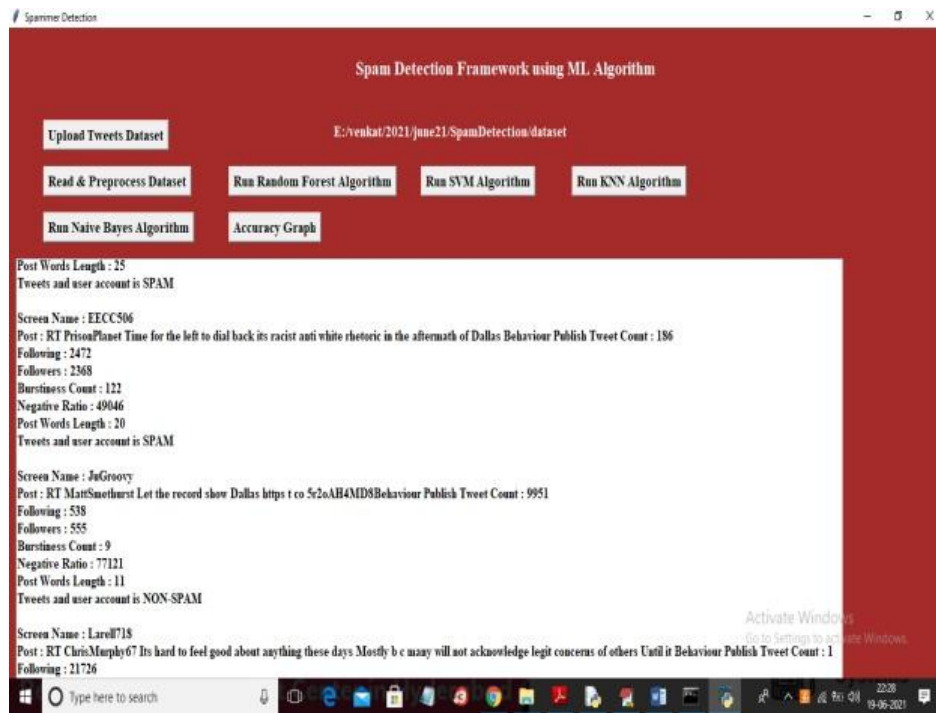 Spammer Detection
Spam Detection Framework using ML Algorithm
Upload Tweets Dataset
E:/venkat/2021/june21/SpamDetection/dataset
Read & Preprocess Dataset
Run Random Forest Algorithm
Run SVM Algorithm
Run KNN Algorithm
Run Naive Bayes Algorithm
Accuracy Graph
Post Words Length : 25
Tweets and user account is SPAM
Screen Name : EECC506
Post : RT PrisonPlanet Time for the left to dial back its racist anti white rhetoric in the aftermath of Dallas Behaviour Publish Tweet Count : 186
Following : 2472
Followers : 2368
Burstiness Count : 122
Negative Ratio : 49046
Post Words Length : 20
Tweets and user account is SPAM
Screen Name : JuGroovy
Post : RT MattSmethurst Let the record show Dallas https t co 5r2oAH4MD8Behaviour Publish Tweet Count : 9951
Following : 538
Followers : 555
Burstiness Count : 9
Negative Ratio : 77121
Post Words Length : 11
Tweets and user account is NON-SPAM
Screen Name : Larell718
Post : RT ChrisMurphy67 Its hard to feel good about anything these days Mostly b c many will not acknowledge legit concerns of others Until it Behaviour Publish Tweet Count : 1
Following : 21726
Activate Windows
Go to Settings to activate Windows.
Type here to search
22:28
19-06-2021